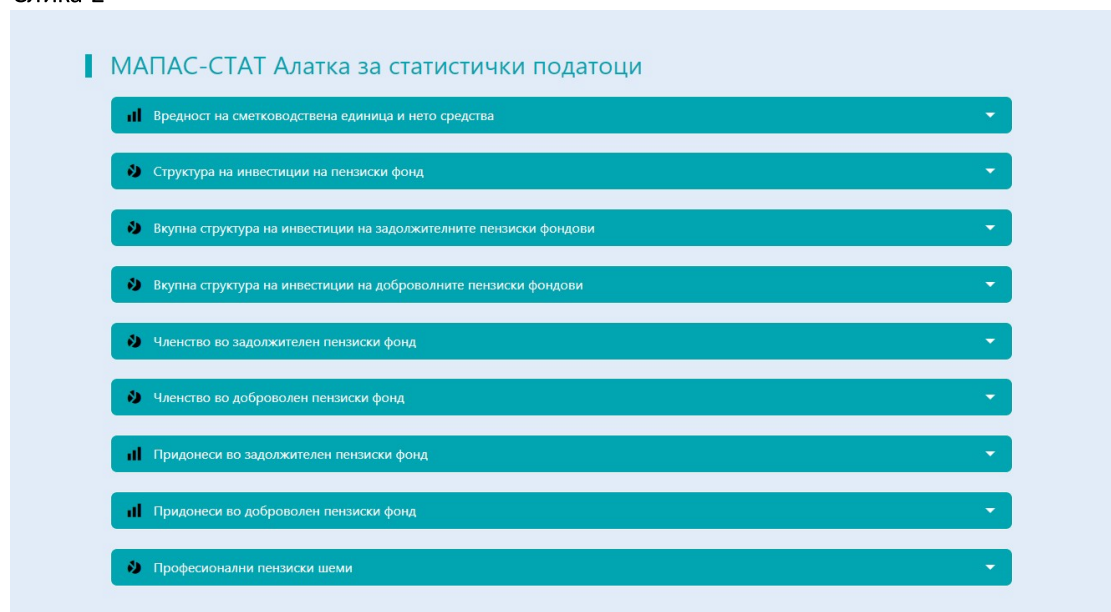 МАПАС-СТАТ Алатка за статистички податоци
Вредност на сметководствена единица и нето средства
Структура на инвестиции на пензиски фонд
Вкупна структура на инвестиции на задолжителните пензиски фондови
Вкупна структура на инвестиции на доброволните пензиски фондови
Членство во задолжителен пензиски фонд
Членство во доброволен пензиски фонд
Придонеси во задолжителен пензиски фонд
Придонеси во доброволен пензиски фонд
Професионални пензиски шеми